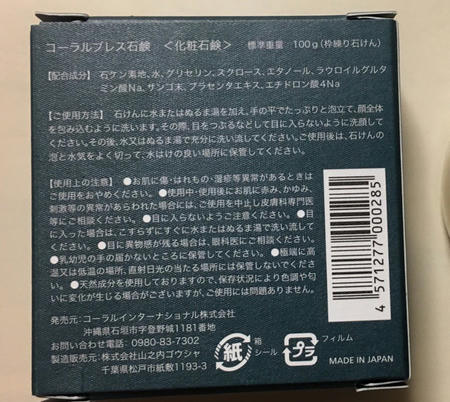 コーラルブレス石鹸 ＜化粧石鹸＞ 標準重量 100g(枠練り石けん)
【配合成分】 石ケン素地、水、グリセリン、スクロース、エタノール、ラウロイルグルタ
ミン酸Na、サンゴ末、プラセンタエキス、エチドロン酸4Na
【ご使用方法】 石けんに水またはぬるま湯を加え、手の平でたっぷりと泡立て、顔全体
を包み込むように洗います。その際、目をつぶるなどして目に入らないように洗顔して
ください。その後、水又はぬるま湯で充分に洗い流してください。ご使用後は、石けんの
泡と水気をよく切って、水はけの良い場所に保管してください。
【使用上の注意】 ●お肌に傷・はれもの・湿疹等異常があるときは
ご使用をおやめください。●使用中・使用後にお肌に赤み、かゆみ、
刺激等の異常があらわれた場合には、ご使用を中止し皮膚科専門医
等にご相談ください。●目に入らないようご注意ください。●目
に入った場合は、こすらずにすぐに水またはぬるま湯で洗い流して
ください。●目に異物感が残る場合は、眼科医にご相談ください。
●乳幼児の手の届かないところに保管してください。●極端に高
温又は低温の場所、直射日光の当たる場所には保管しないでくださ
い。●天然成分を使用しておりますので、保存状況により色調や匂
いに変化が生じる場合がございますが、ご使用には問題ありません。
4571277000285
発売元：コーラルインターナショナル株式会社
沖縄県石垣市字登野城1181番地
お問い合わせ電話：0980-83-7302
製造販売元：株式会社山之内ゴウシャ
千葉県松戸市紙敷1193-3
紙
箱
シール
プラ
フィルム
MADE IN JAPAN